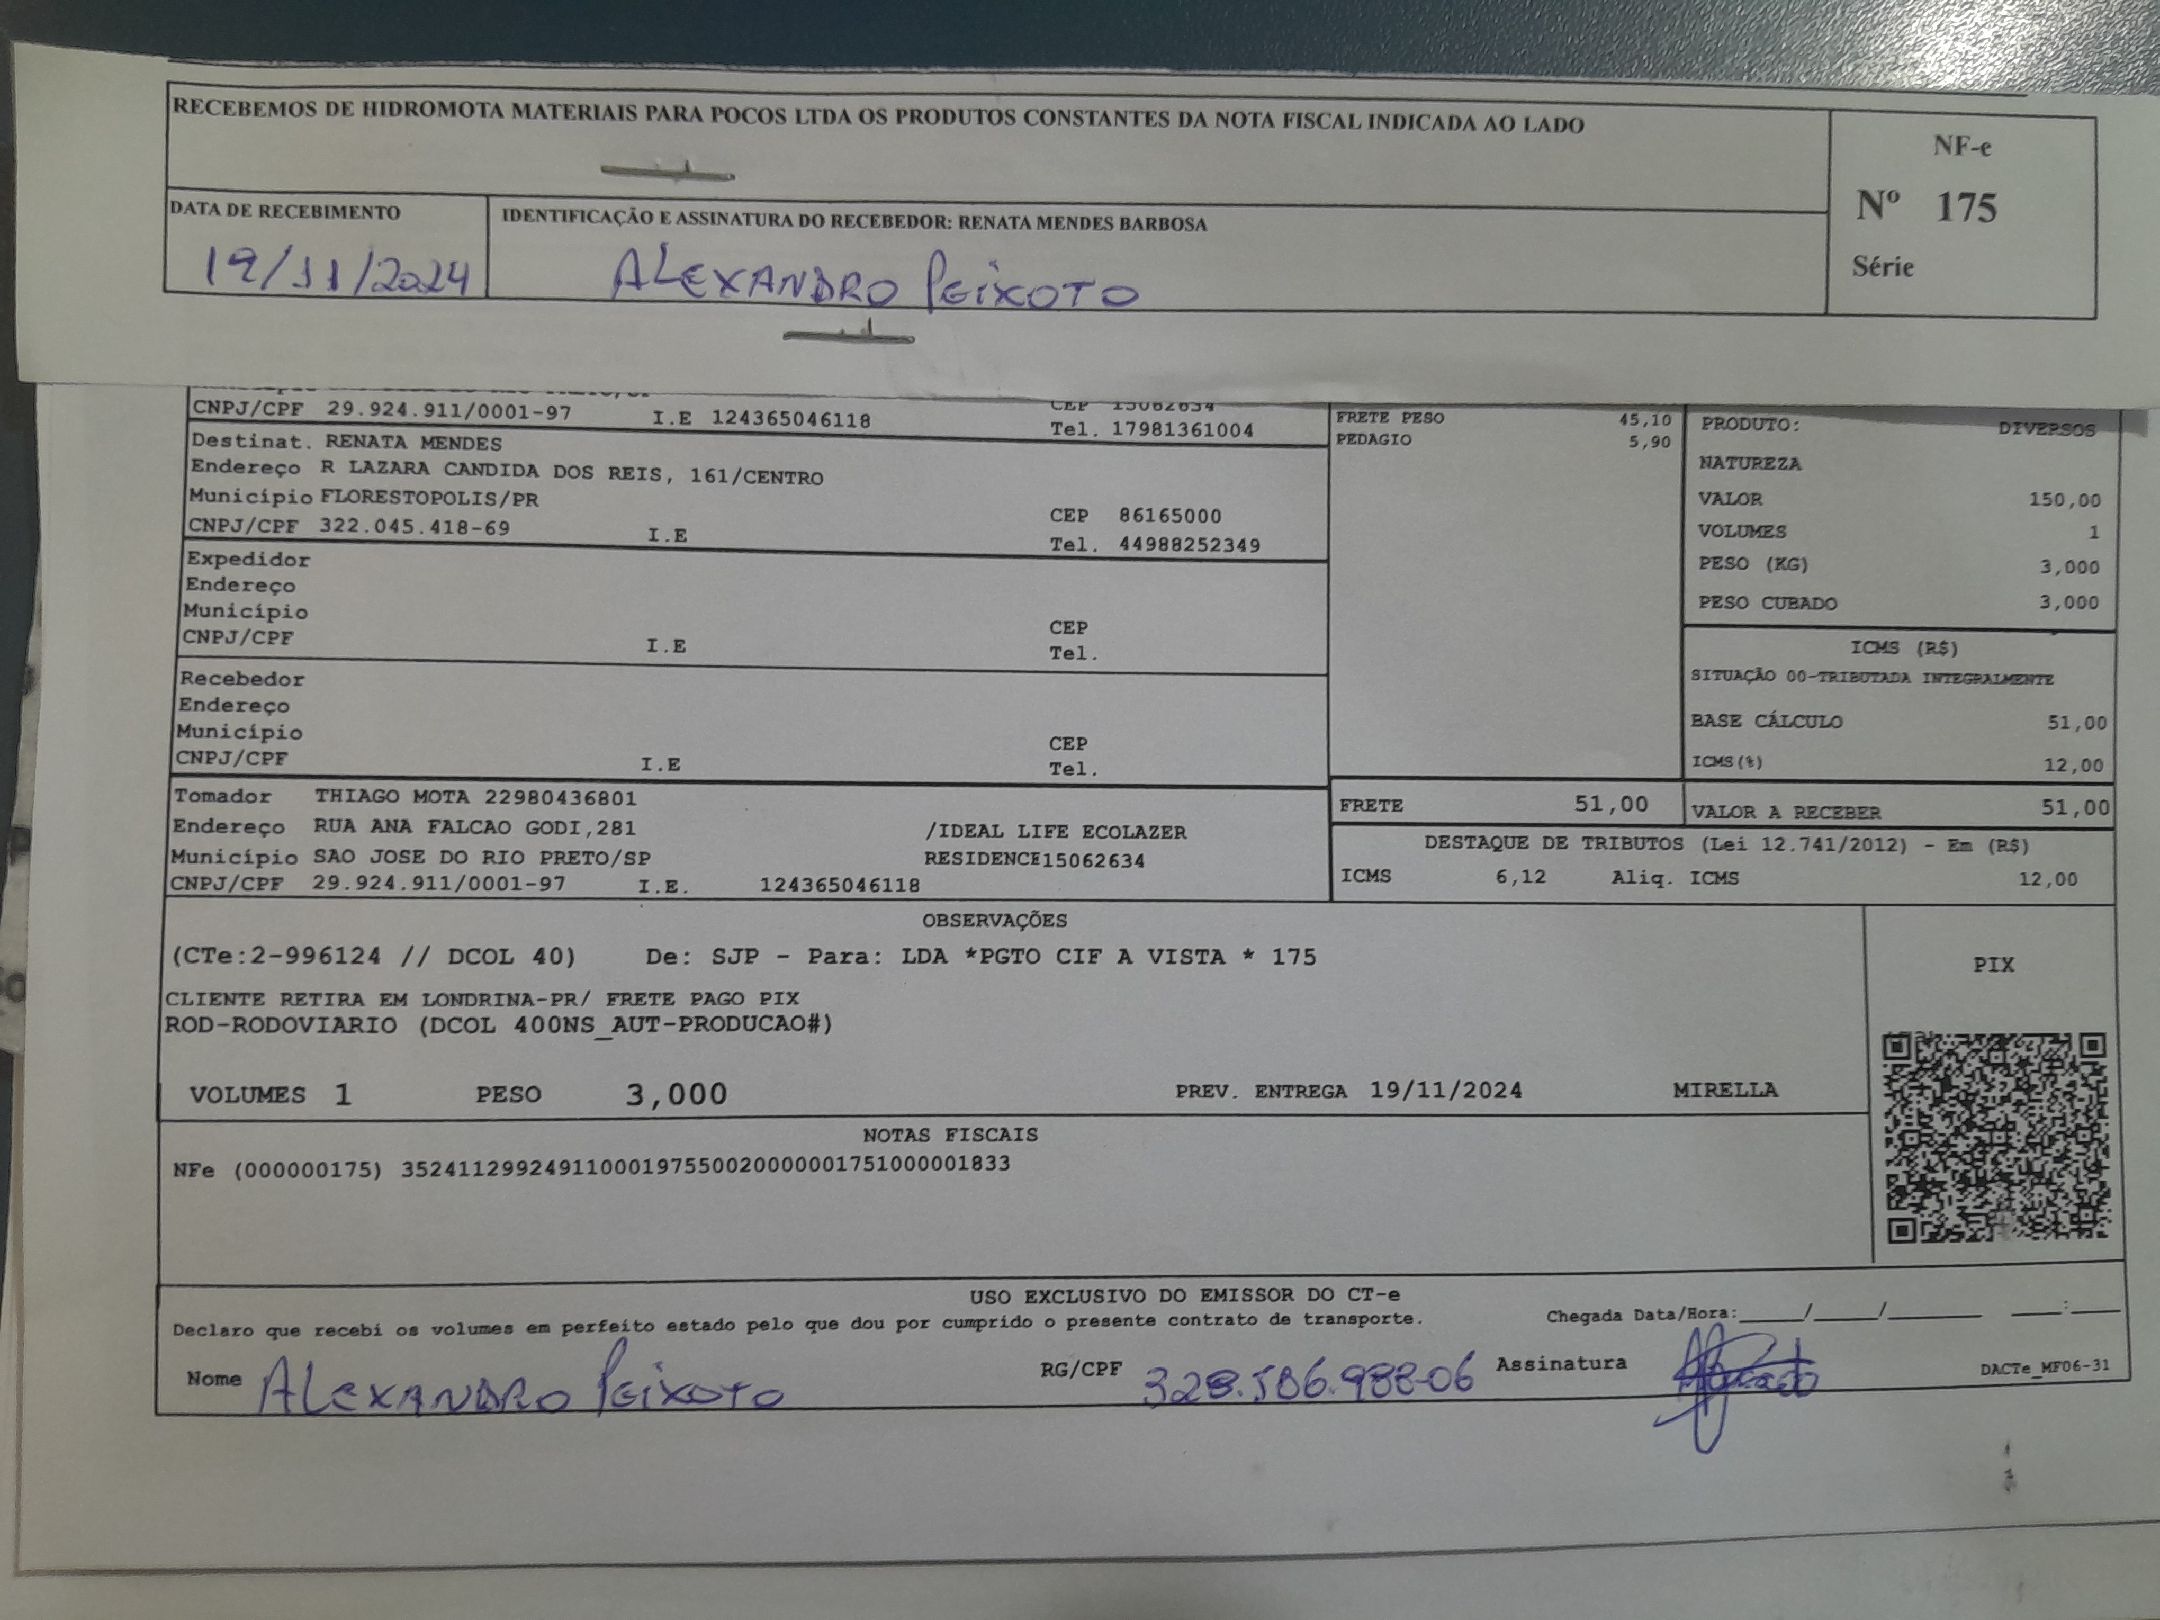 RECEBEMOS DE HIDROMOTA MATERIAIS PARA POCOS LTDA OS PRODUTOS CONSTANTES DA NOTA FISCAL INDICADA AO LADO
NF-e
Nº 175
Série
DATA DE RECEBIMENTO
19/11/2024
IDENTIFICAÇÃO E ASSINATURA DO RECEBEDOR: RENATA MENDES BARBOSA
ALEXANDRO PEIXOTO
CEP 15062634
CNPJ/CPF 29.924.911/0001-97 I.E 124365046118 Tel. 17981361004
Destinat. RENATA MENDES
Endereço R LAZARA CANDIDA DOS REIS, 161/CENTRO
Município FLORESTOPOLIS/PR CEP 86165000
CNPJ/CPF 322.045.418-69 I.E Tel. 44988252349
Expedidor
Endereço
Município CEP
CNPJ/CPF I.E Tel.
Recebedor
Endereço
Município CEP
CNPJ/CPF I.E Tel.
Tomador THIAGO MOTA 22980436801
Endereço RUA ANA FALCAO GODI,281 /IDEAL LIFE ECOLAZER
Município SAO JOSE DO RIO PRETO/SP RESIDENCE15062634
CNPJ/CPF 29.924.911/0001-97 I.E. 124365046118
FRETE PESO 45,10
PEDAGIO 5,90
PRODUTO: DIVERSOS
NATUREZA
VALOR 150,00
VOLUMES 1
PESO (KG) 3,000
PESO CUBADO 3,000
ICMS (R$)
SITUAÇÃO 00-TRIBUTADA INTEGRALMENTE
BASE CÁLCULO 51,00
ICMS(%) 12,00
FRETE 51,00
VALOR A RECEBER 51,00
DESTAQUE DE TRIBUTOS (Lei 12.741/2012) - Em (R$)
ICMS 6,12 Aliq. ICMS 12,00
OBSERVAÇÕES
(CTe:2-996124 // DCOL 40) De: SJP - Para: LDA *PGTO CIF A VISTA * 175
CLIENTE RETIRA EM LONDRINA-PR/ FRETE PAGO PIX
ROD-RODOVIARIO (DCOL 400NS_AUT-PRODUCAO#)
VOLUMES 1 PESO 3,000 PREV. ENTREGA 19/11/2024 MIRELLA
PIX
NOTAS FISCAIS
NFe (000000175) 35241129924911000197550020000001751000001833
USO EXCLUSIVO DO EMISSOR DO CT-e
Declaro que recebi os volumes em perfeito estado pelo que dou por cumprido o presente contrato de transporte.
Chegada Data/Hora:_____/_____/_______ ____:____
Nome ALEXANDRO PEIXOTO RG/CPF 328.586.988-06 Assinatura
DACTe_MF06-31